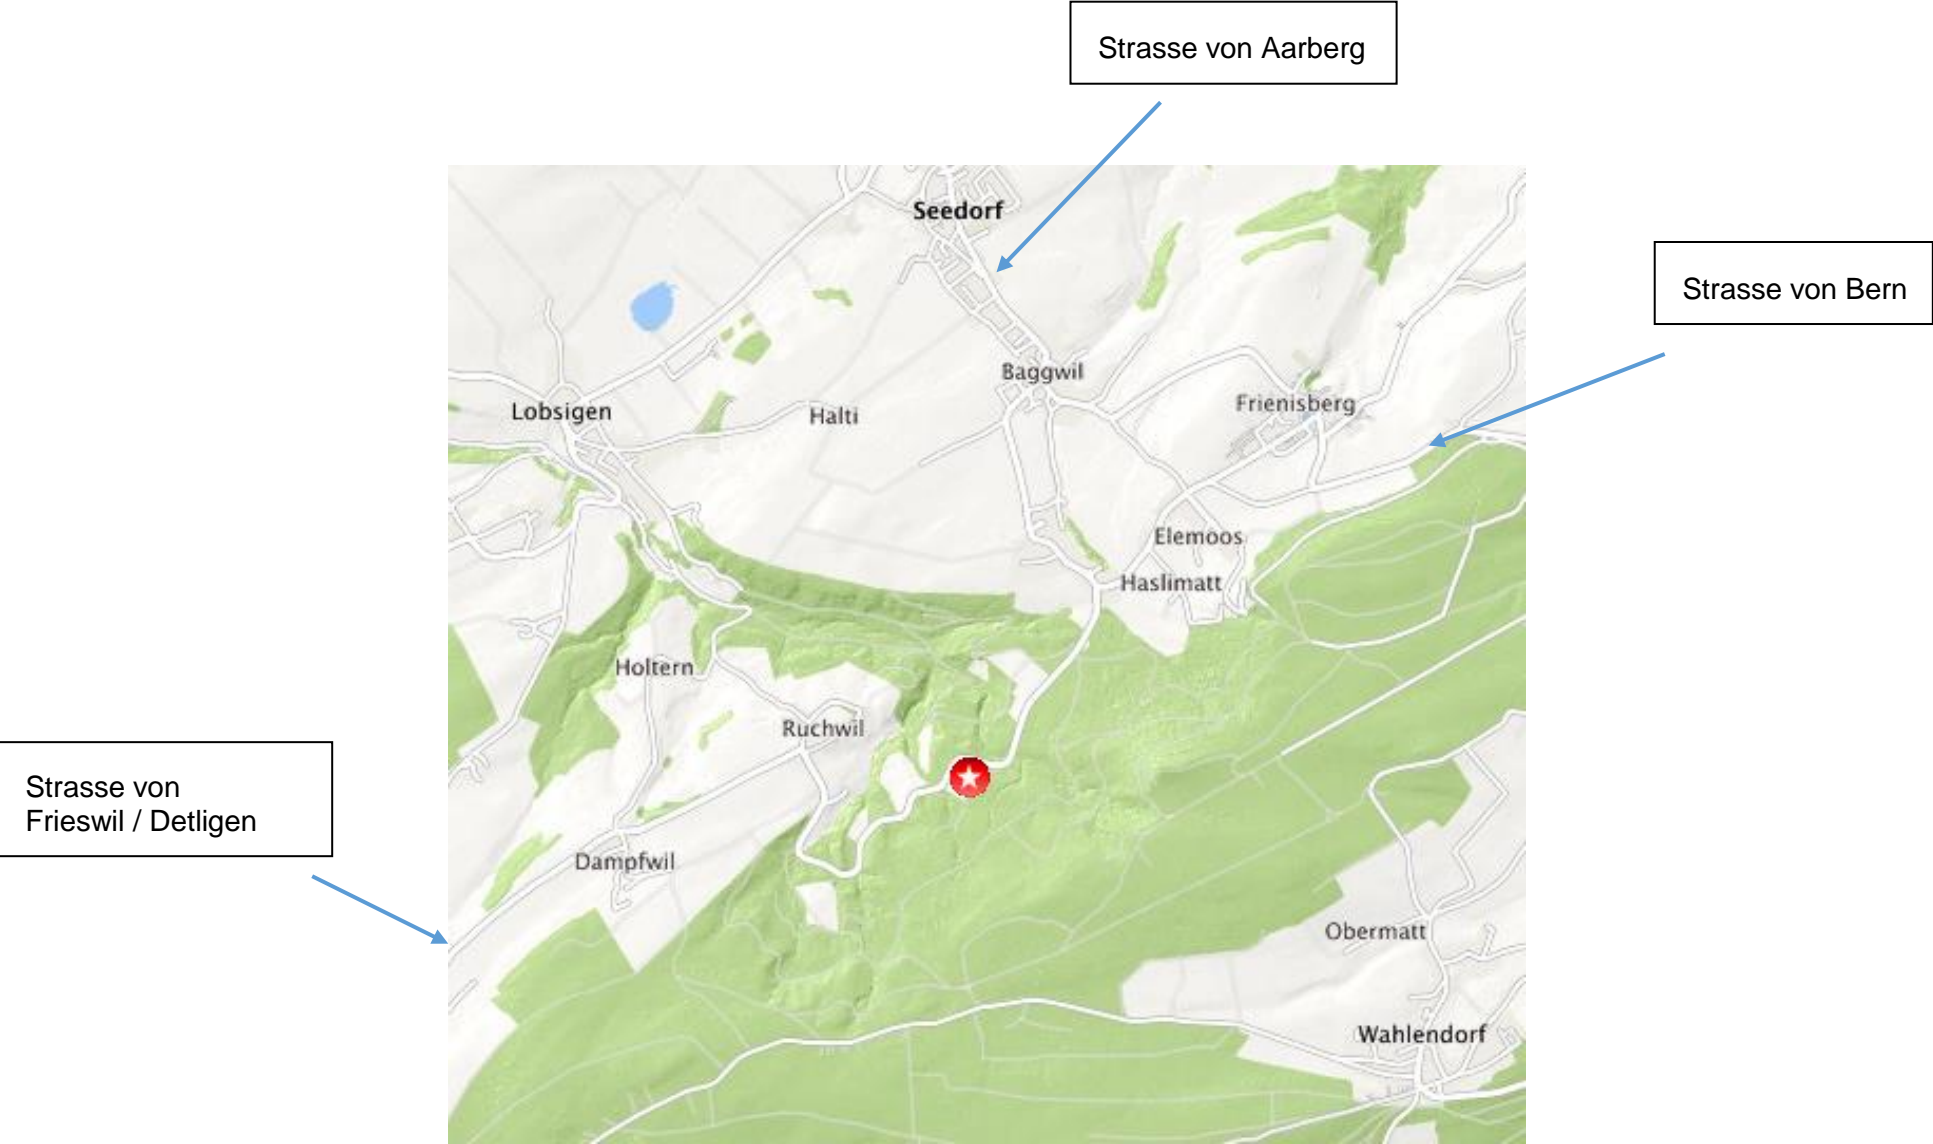 Strasse von Aarberg
Seedorf
Strasse von Bern
Baggwil
Lobsigen
Halti
Frienisberg
Elemoos
Haslimatt
Holtern
Ruchwil
Strasse von
Frieswil / Detligen
Dampfwil
Obermatt
Wahlendorf